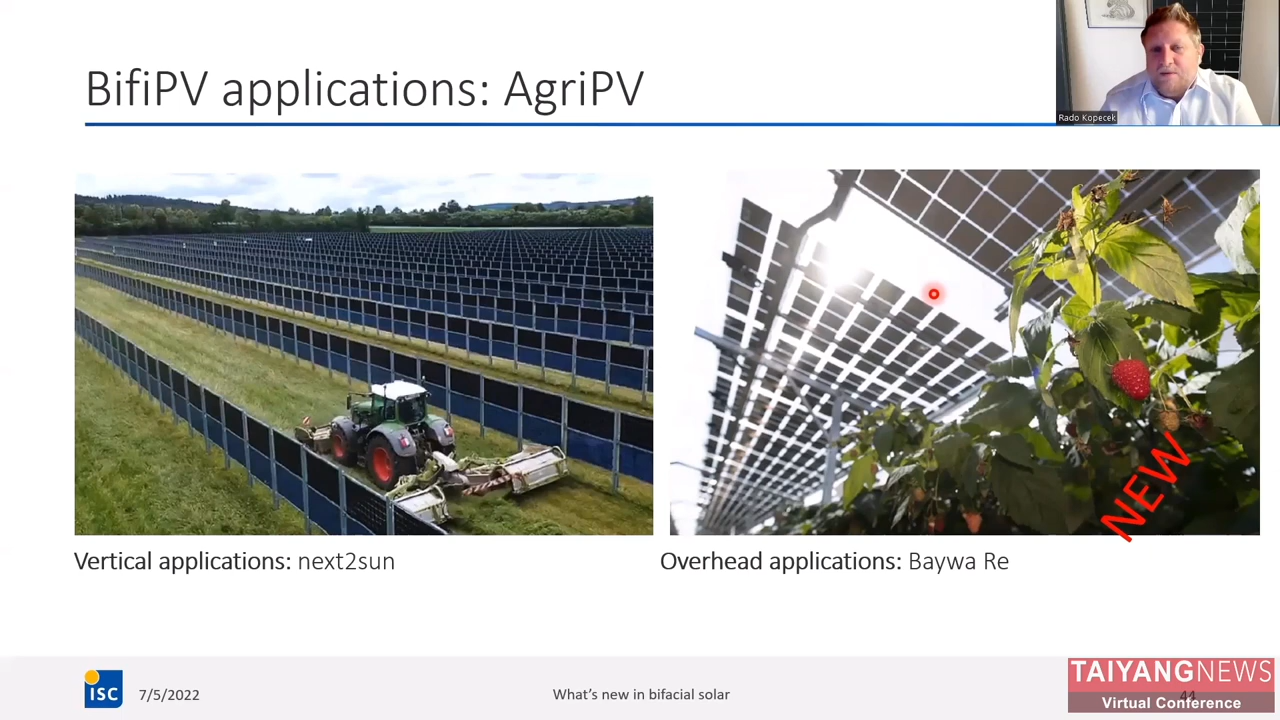 BifiPV applications: AgriPV
Rado Kopecek
NEW
Vertical applications: next2sun
Overhead applications: Baywa Re
ISC
7/5/2022
What's new in bifacial solar
44
TAIYANGNEWS
Virtual Conference